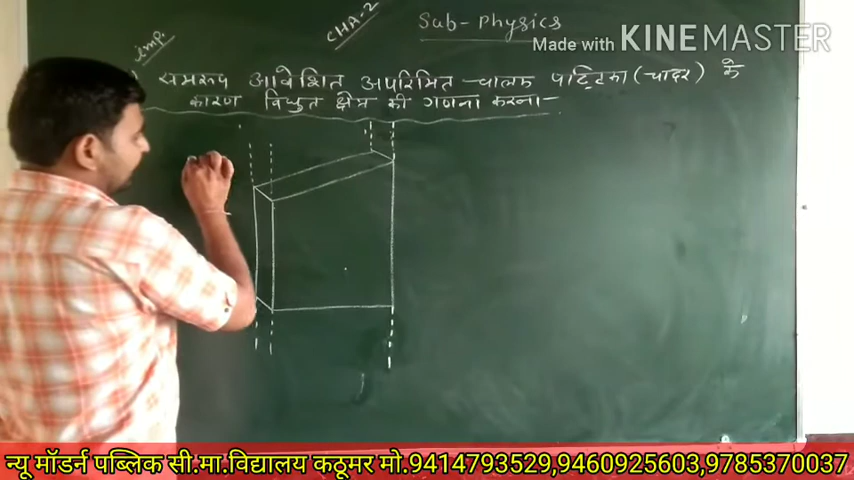 CHA-2
Sub-Physics
Made with KINEMASTER
imp.
समरूप आवेशित अपरिमित चालक पट्टिका (चादर) के
कारण विद्युत क्षेत्र की गणना करना-
न्यू मॉडर्न पब्लिक सी.मा.विद्यालय कठूमर मो.9414793529,9460925603,9785370037